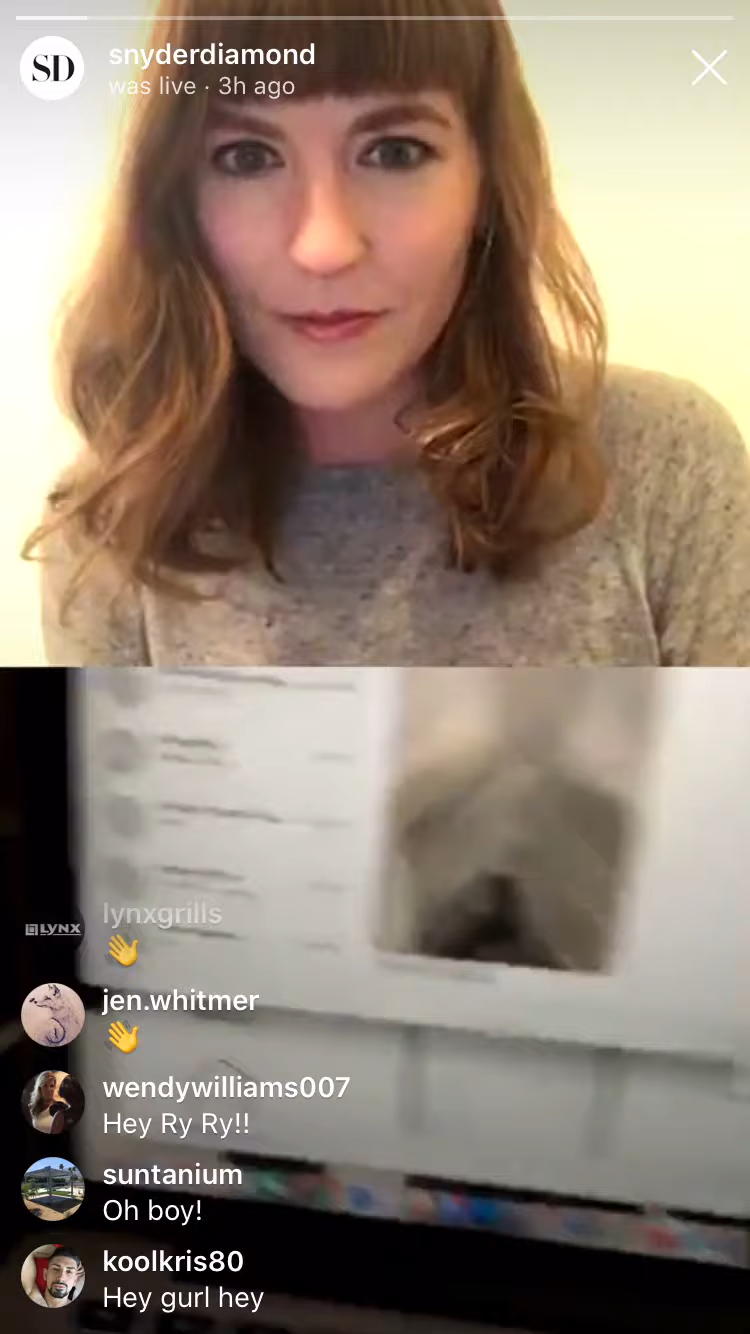 SD
snyderdiamond
was live · 3h ago
lynxgrills
LYNX
👋
jen.whitmer
👋
wendywilliams007
Hey Ry Ry!!
suntanium
Oh boy!
koolkris80
Hey gurl hey